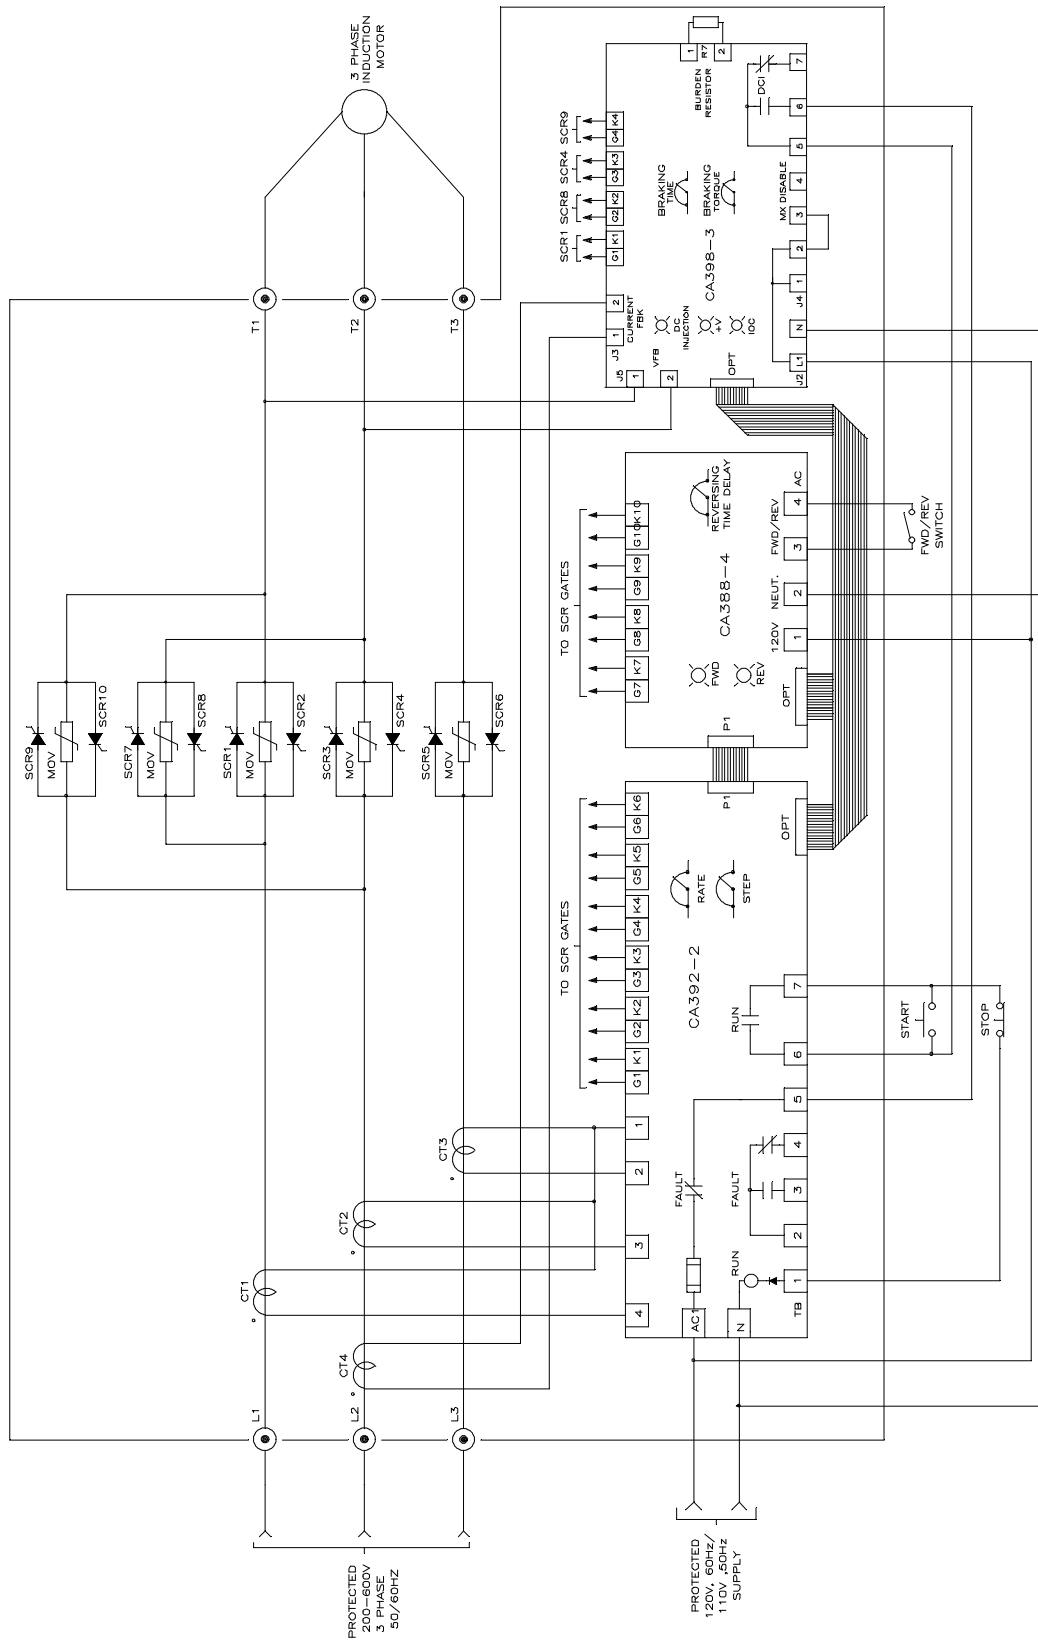 3 PHASE
INDUCTION
MOTOR
T1
T2
T3
SCR9
MOV
SCR10
SCR7
MOV
SCR8
SCR1
MOV
SCR2
SCR3
MOV
SCR4
SCR5
MOV
SCR6
CT1
CT2
CT3
CT4
L1
L2
L3
PROTECTED
200-600V
3 PHASE
50/60HZ
1
R7
2
BURDEN
RESISTOR
SCR1 SCR8 SCR4 SCR9
G1 K1 G2 K2 G3 K3 G4 K4
BRAKING
TIME
BRAKING
TORQUE
CA398-3
DC
INJECTION
+V
IOC
J3
1
2
CURRENT
FBK
J5
1
VFB
2
OPT
J2
L1
N
J4
1
2
3
4
5
6
7
MX DISABLE
DCI
TO SCR GATES
G7 K7 G8 K8 G9 K9 G10 K10
REVERSING
TIME DELAY
CA388-4
FWD
REV
P1
OPT
120V
NEUT.
FWD/REV
AC
1
2
3
4
FWD/REV
SWITCH
TO SCR GATES
G1 K1 G2 K2 G3 K3 G4 K4 G5 K5 G6 K6
4
3
2
1
RATE
STEP
CA392-2
P1
OPT
AC1
N
FAULT
RUN
FAULT
RUN
TB
1
2
3
4
5
6
7
START
STOP
PROTECTED
120V, 60Hz/
110V ,50Hz
SUPPLY